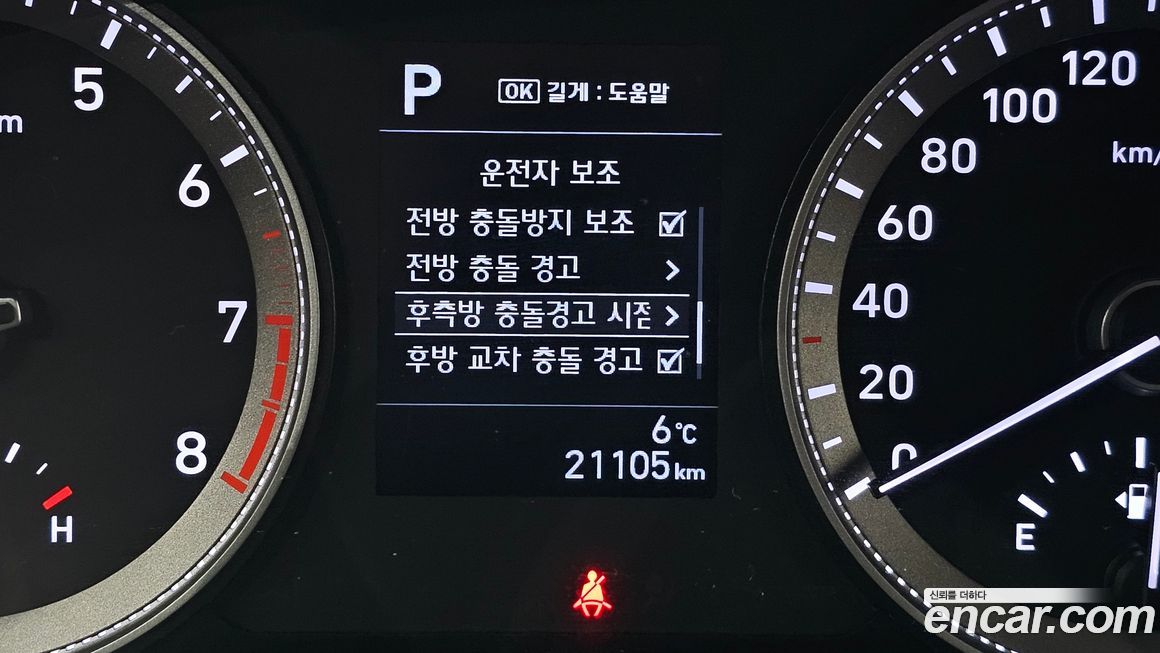 5
6
7
8
H
P
OK 길게 : 도움말
운전자 보조
전방 충돌방지 보조
전방 충돌 경고
후측방 충돌경고
후방 교차 충돌 경고
6°C
21105 km
120
100
80
60
40
20
0
km/
E
신뢰를 더하다
encar.com